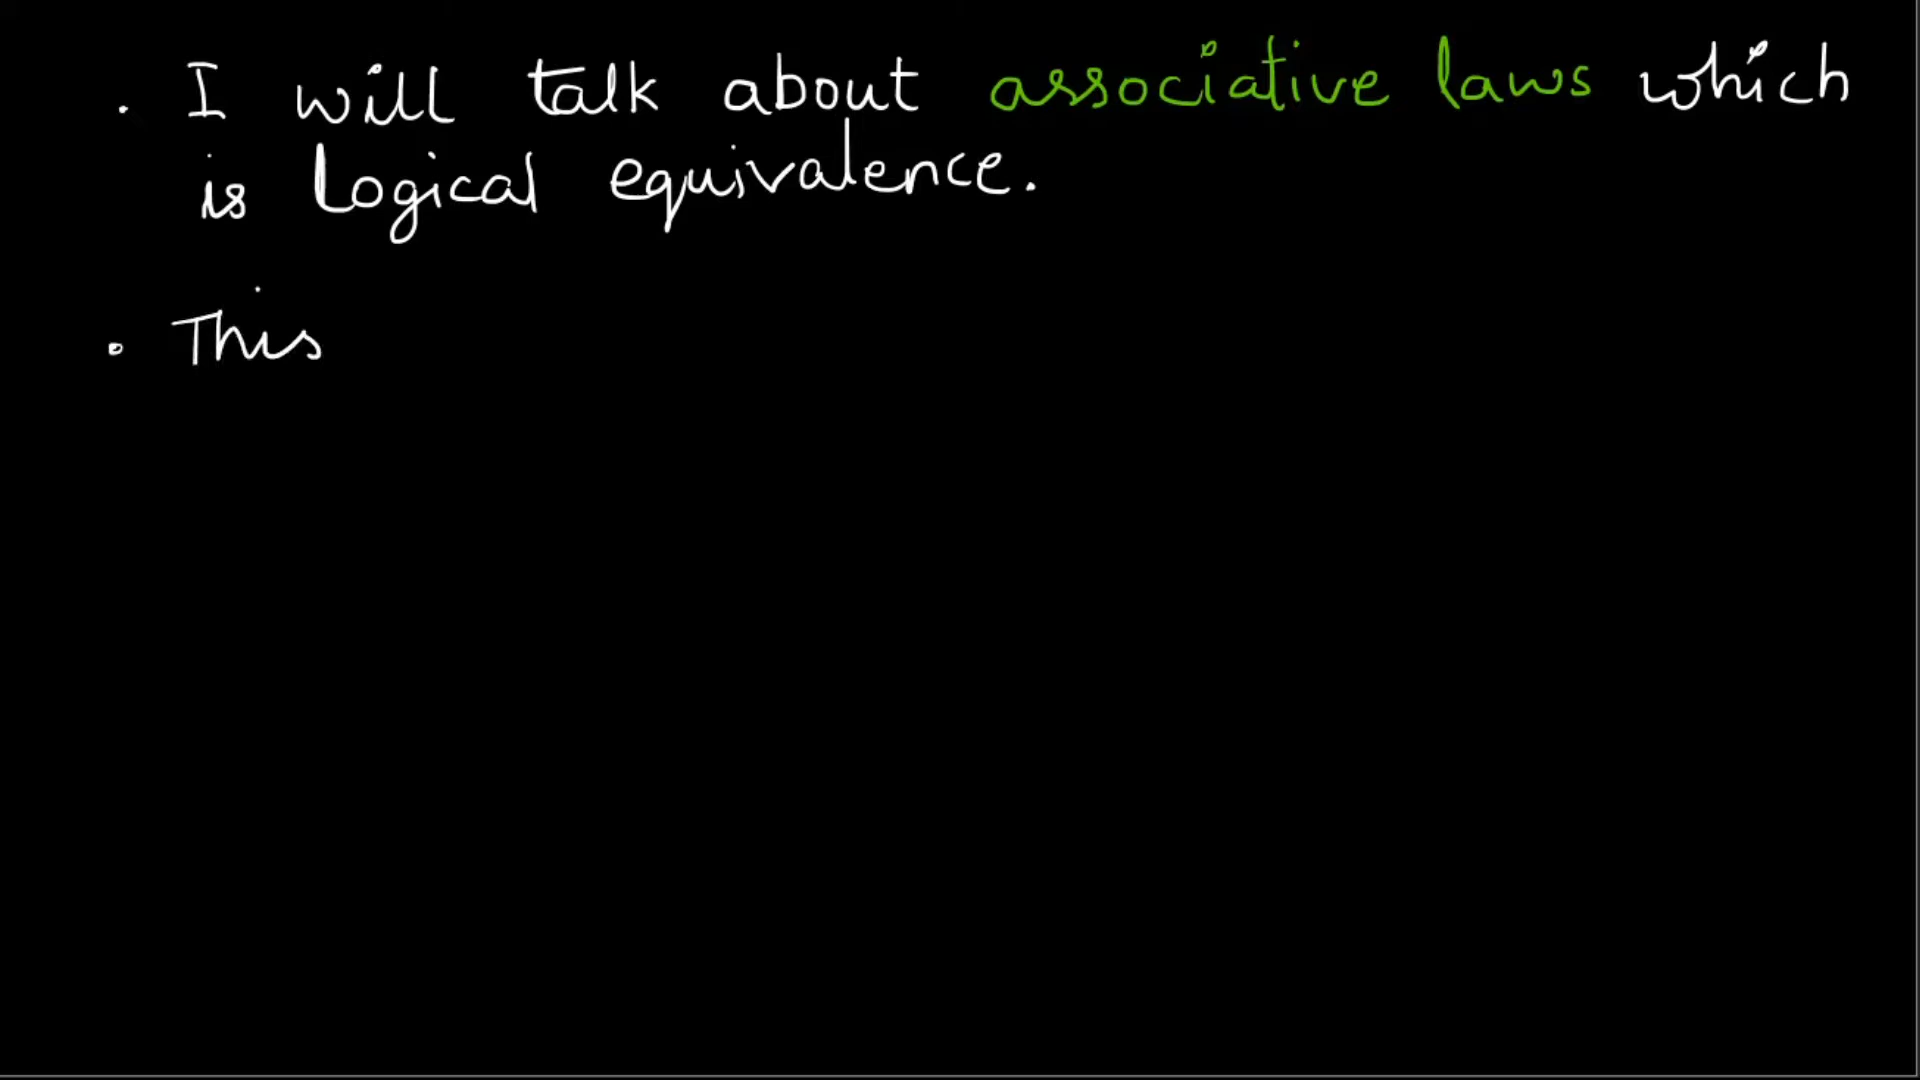 . I will talk about associative laws which
is Logical equivalence.
. This